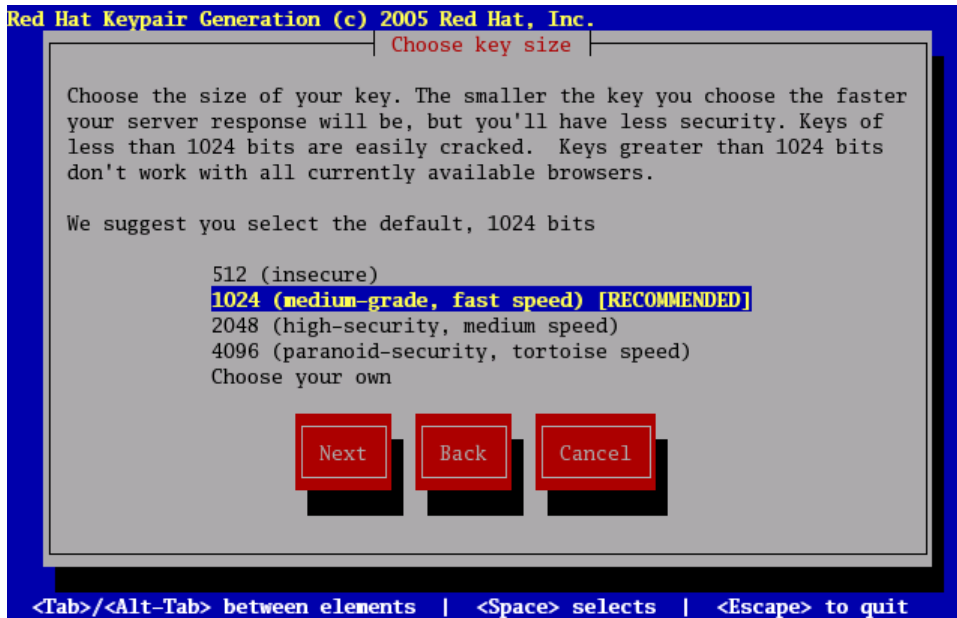 Red Hat Keypair Generation (c) 2005 Red Hat, Inc.
Choose key size
Choose the size of your key. The smaller the key you choose the faster
your server response will be, but you'll have less security. Keys of
less than 1024 bits are easily cracked.  Keys greater than 1024 bits
don't work with all currently available browsers.
We suggest you select the default, 1024 bits
512 (insecure)
1024 (medium-grade, fast speed) [RECOMMENDED]
2048 (high-security, medium speed)
4096 (paranoid-security, tortoise speed)
Choose your own
Next Back Cancel
<Tab>/<Alt-Tab> between elements | <Space> selects | <Escape> to quit